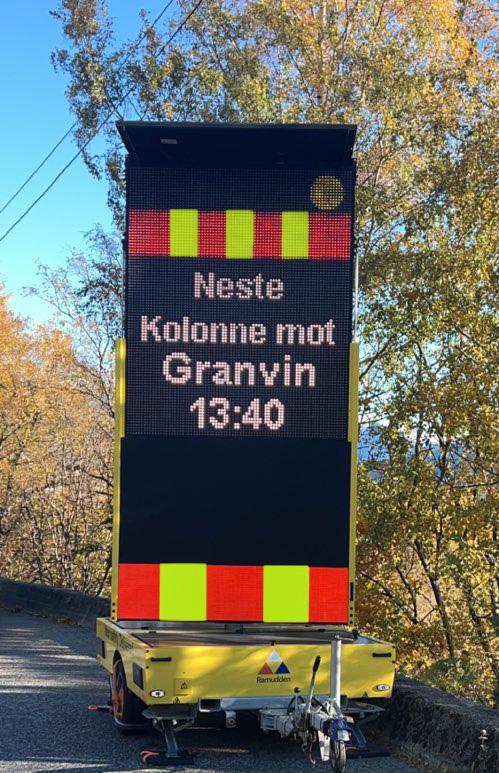 Neste
Kolonne mot
Granvin
13:40
Ramudden